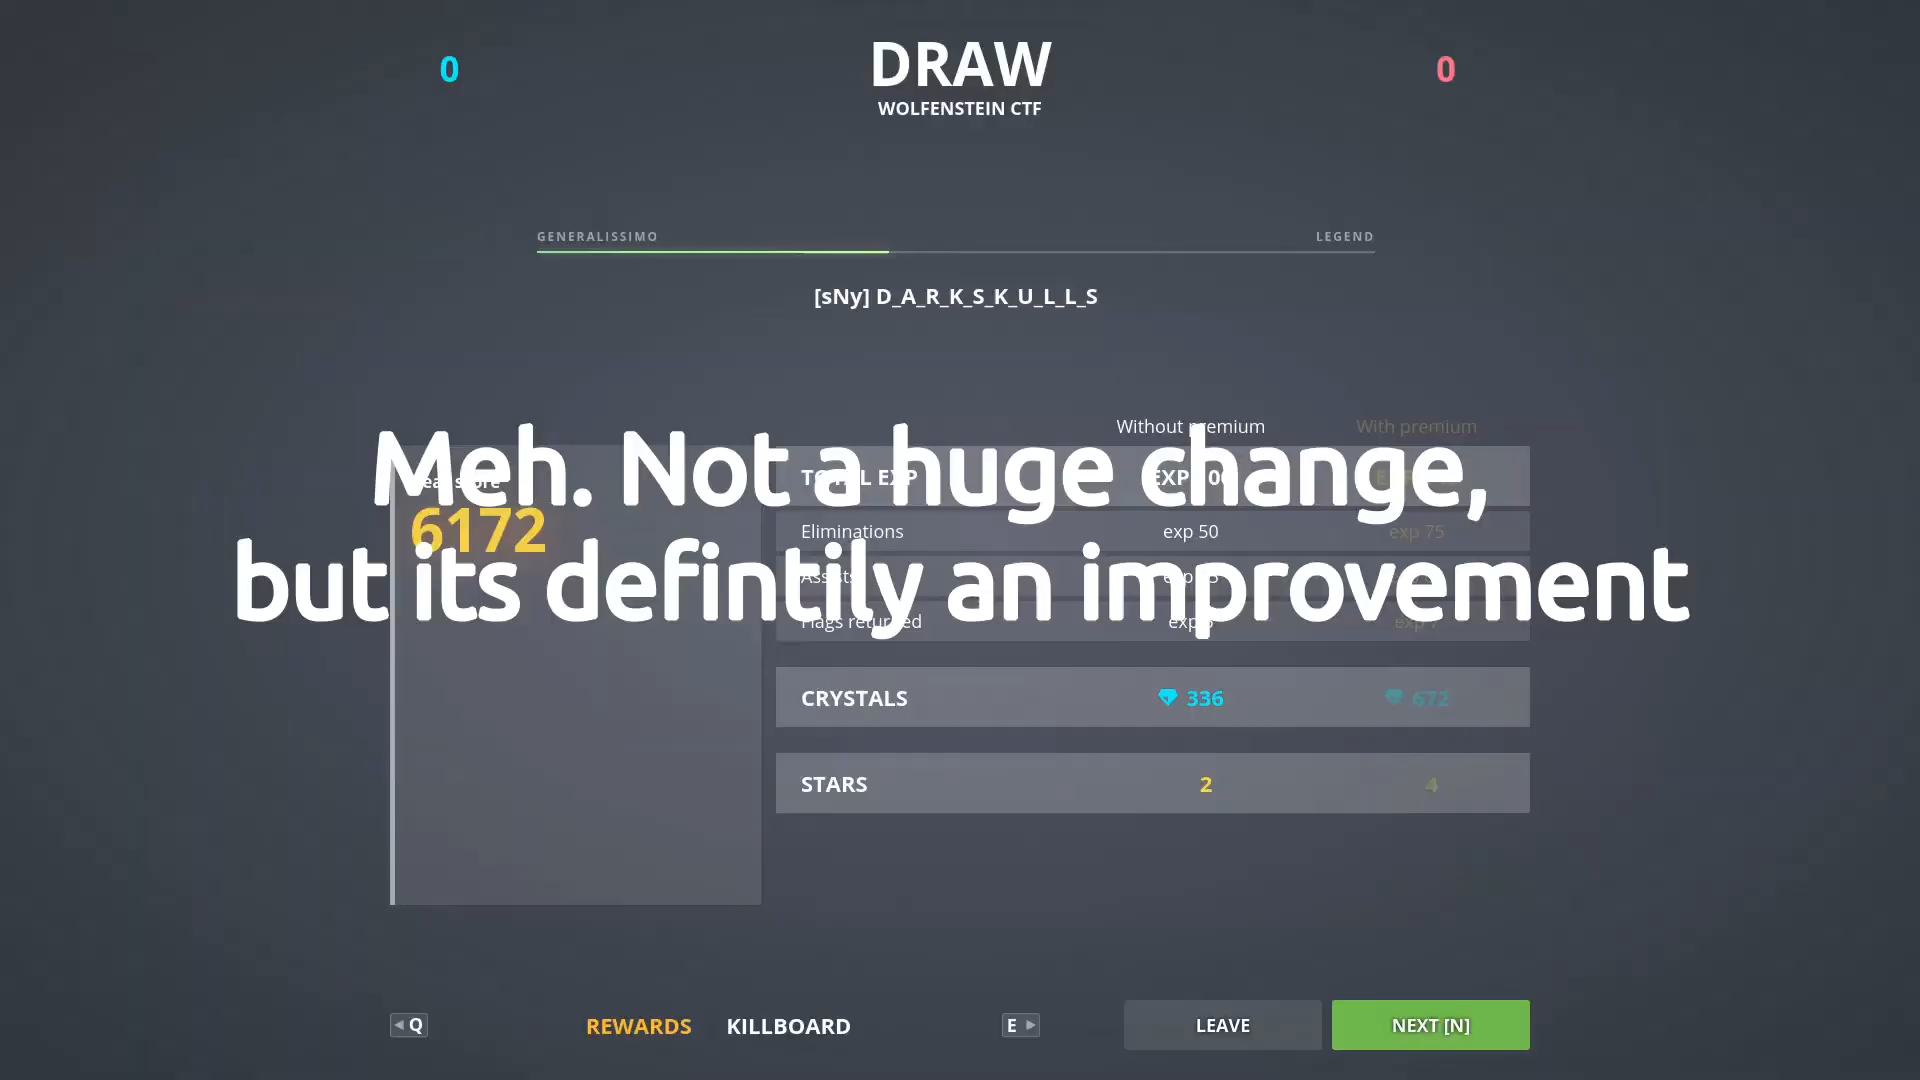 0
DRAW
0
WOLFENSTEIN CTF
GENERALISSIMO
LEGEND
[sNy] D_A_R_K_S_K_U_L_L_S
Without premium
With premium
Meh. Not a huge change,
but its defintily an improvement
6172
Eliminations
exp 50
exp 75
CRYSTALS
336
672
STARS
2
4
Q
REWARDS
KILLBOARD
E
LEAVE
NEXT [N]